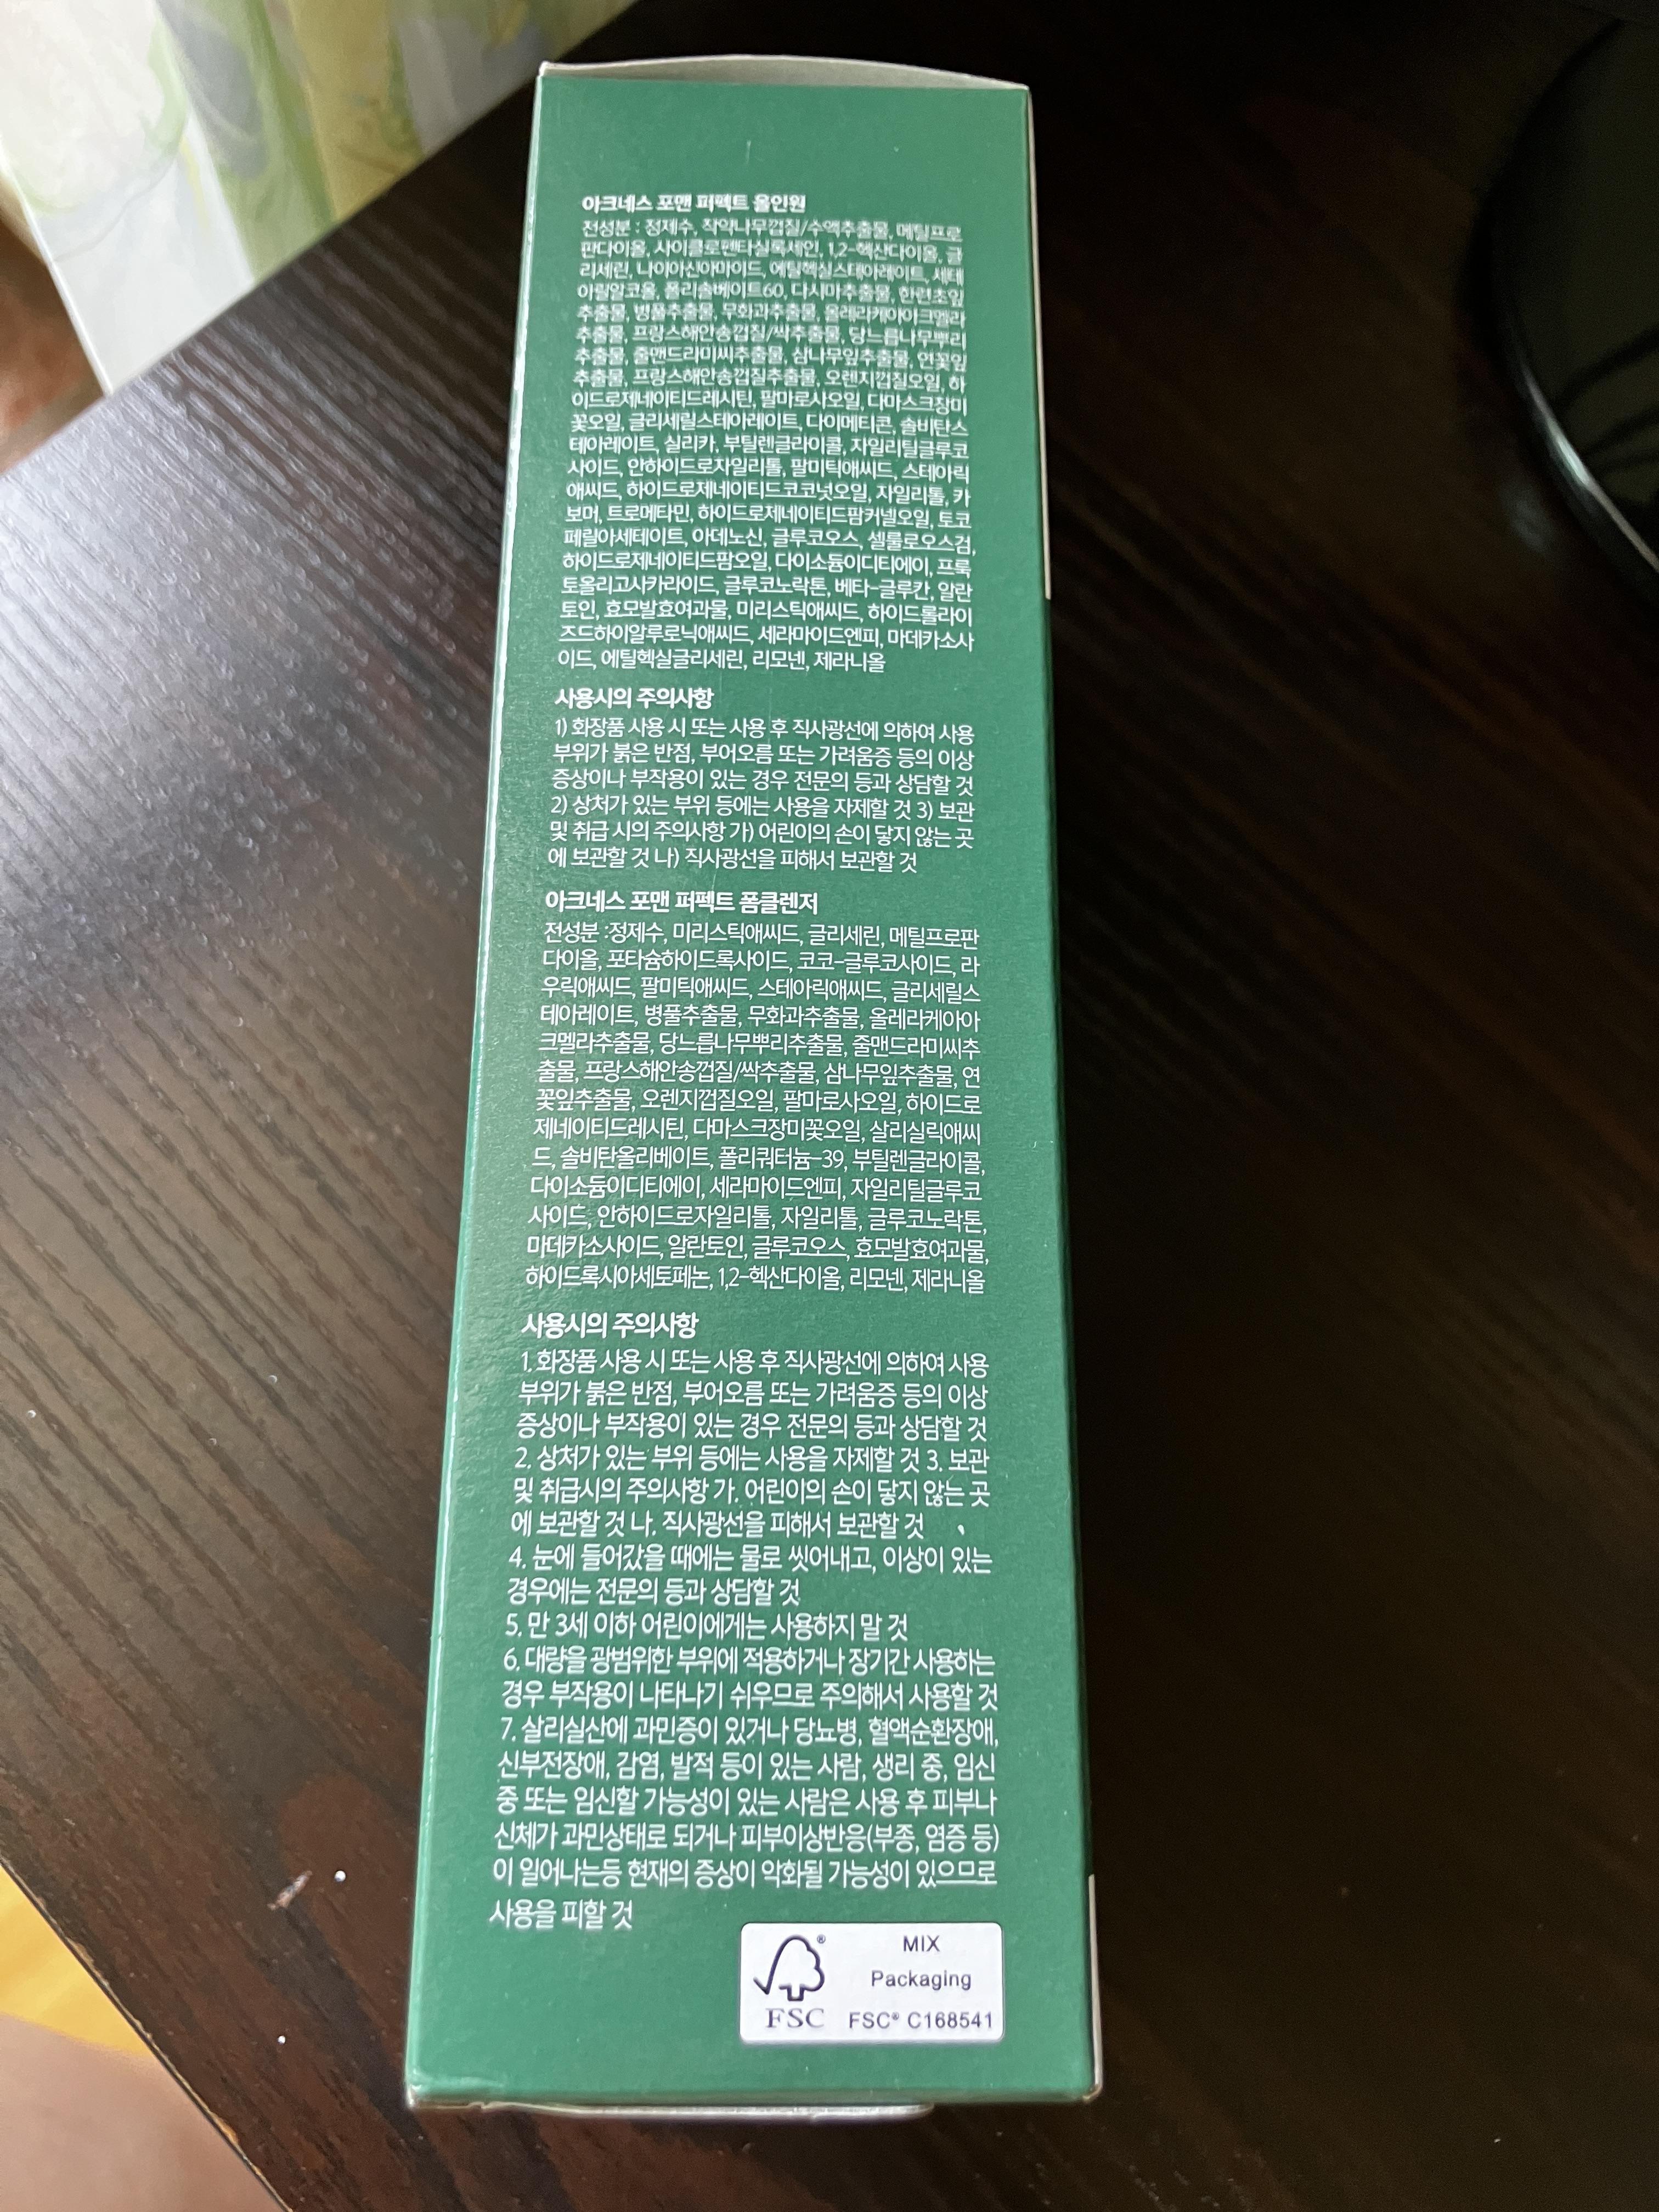 아크네스 포맨 퍼펙트 올인원
전성분 : 정제수, 작약나무껍질/수액추출물, 메틸프로
판다이올, 사이클로펜타실록세인, 1,2-헥산다이올, 글
리세린, 나이아신아마이드, 에틸헥실스테아레이트, 세테
아릴알코올, 폴리솔베이트60, 다시마추출물, 한련초잎
추출물, 병풀추출물, 무화과추출물, 올레라케아아크멜라
추출물, 프랑스해안송껍질/싹추출물, 당느릅나무뿌리
추출물, 줄맨드라미씨추출물, 삼나무잎추출물, 연꽃잎
추출물, 프랑스해안송껍질추출물, 오렌지껍질오일, 하
이드로제네이티드레시틴, 팔마로사오일, 다마스크장미
꽃오일, 글리세릴스테아레이트, 다이메티콘, 솔비탄스
테아레이트, 실리카, 부틸렌글라이콜, 자일리틸글루코
사이드, 안하이드로자일리톨, 팔미틱애씨드, 스테아릭
애씨드, 하이드로제네이티드코코넛오일, 자일리톨, 카
보머, 트로메타민, 하이드로제네이티드팜커넬오일, 토코
페릴아세테이트, 아데노신, 글루코오스, 셀룰로오스검,
하이드로제네이티드팜오일, 다이소듐이디티에이, 프룩
토올리고사카라이드, 글루코노락톤, 베타-글루칸, 알란
토인, 효모발효여과물, 미리스틱애씨드, 하이드롤라이
즈드하이알루로닉애씨드, 세라마이드엔피, 마데카소사
이드, 에틸헥실글리세린, 리모넨, 제라니올
사용시의 주의사항
1) 화장품 사용 시 또는 사용 후 직사광선에 의하여 사용
부위가 붉은 반점, 부어오름 또는 가려움증 등의 이상
증상이나 부작용이 있는 경우 전문의 등과 상담할 것
2) 상처가 있는 부위 등에는 사용을 자제할 것 3) 보관
및 취급 시의 주의사항 가) 어린이의 손이 닿지 않는 곳
에 보관할 것 나) 직사광선을 피해서 보관할 것
아크네스 포맨 퍼펙트 폼클렌저
전성분 :정제수, 미리스틱애씨드, 글리세린, 메틸프로판
다이올, 포타슘하이드록사이드, 코코-글루코사이드, 라
우릭애씨드, 팔미틱애씨드, 스테아릭애씨드, 글리세릴스
테아레이트, 병풀추출물, 무화과추출물, 올레라케아아
크멜라추출물, 당느릅나무뿌리추출물, 줄맨드라미씨추
출물, 프랑스해안송껍질/싹추출물, 삼나무잎추출물, 연
꽃잎추출물, 오렌지껍질오일, 팔마로사오일, 하이드로
제네이티드레시틴, 다마스크장미꽃오일, 살리실릭애씨
드, 솔비탄올리베이트, 폴리쿼터늄-39, 부틸렌글라이콜,
다이소듐이디티에이, 세라마이드엔피, 자일리틸글루코
사이드, 안하이드로자일리톨, 자일리톨, 글루코노락톤,
마데카소사이드, 알란토인, 글루코오스, 효모발효여과물,
하이드록시아세토페논, 1,2-헥산다이올, 리모넨, 제라니올
사용시의 주의사항
1. 화장품 사용 시 또는 사용 후 직사광선에 의하여 사용
부위가 붉은 반점, 부어오름 또는 가려움증 등의 이상
증상이나 부작용이 있는 경우 전문의 등과 상담할 것
2. 상처가 있는 부위 등에는 사용을 자제할 것 3. 보관
및 취급시의 주의사항 가. 어린이의 손이 닿지 않는 곳
에 보관할 것 나. 직사광선을 피해서 보관할 것
4. 눈에 들어갔을 때에는 물로 씻어내고, 이상이 있는
경우에는 전문의 등과 상담할 것
5. 만 3세 이하 어린이에게는 사용하지 말 것
6. 대량을 광범위한 부위에 적용하거나 장기간 사용하는
경우 부작용이 나타나기 쉬우므로 주의해서 사용할 것
7. 살리실산에 과민증이 있거나 당뇨병, 혈액순환장애,
신부전장애, 감염, 발적 등이 있는 사람, 생리 중, 임신
중 또는 임신할 가능성이 있는 사람은 사용 후 피부나
신체가 과민상태로 되거나 피부이상반응(부종, 염증 등)
이 일어나는등 현재의 증상이 악화될 가능성이 있으므로
사용을 피할 것
MIX
Packaging
FSC
FSC® C168541